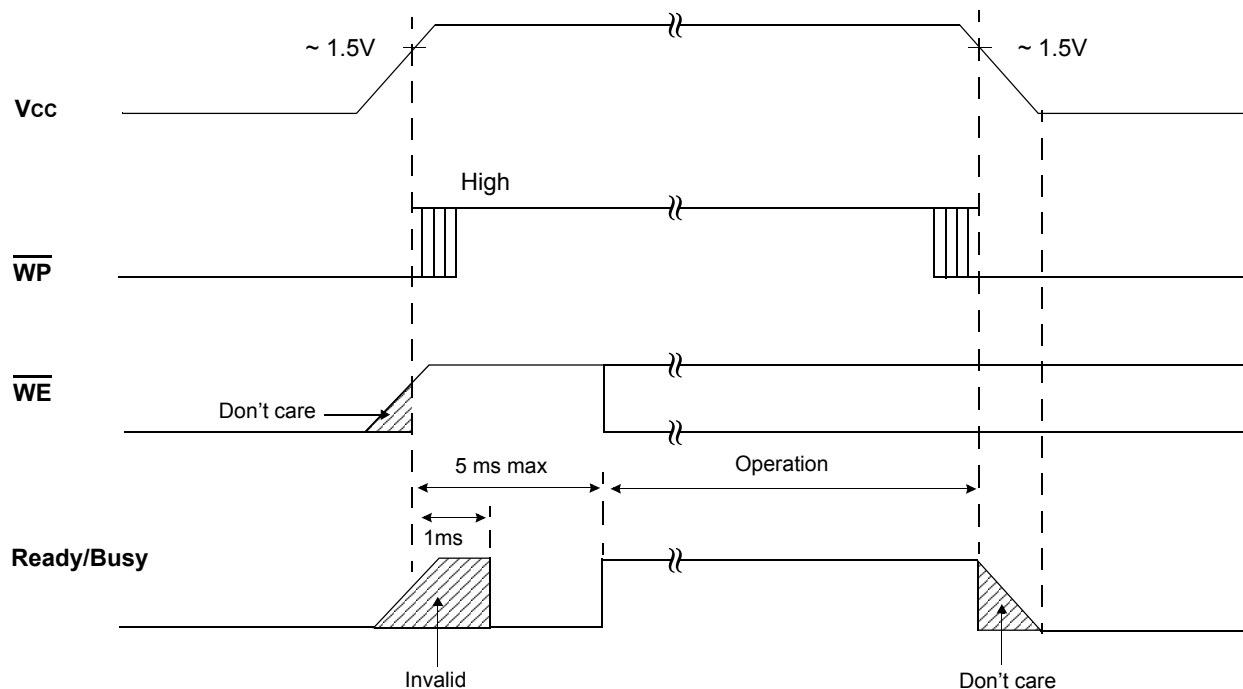 ~ 1.5V
~ 1.5V
Vcc
High
WP
WE
Don't care
5 ms max
Operation
1ms
Ready/Busy
Invalid
Don't care